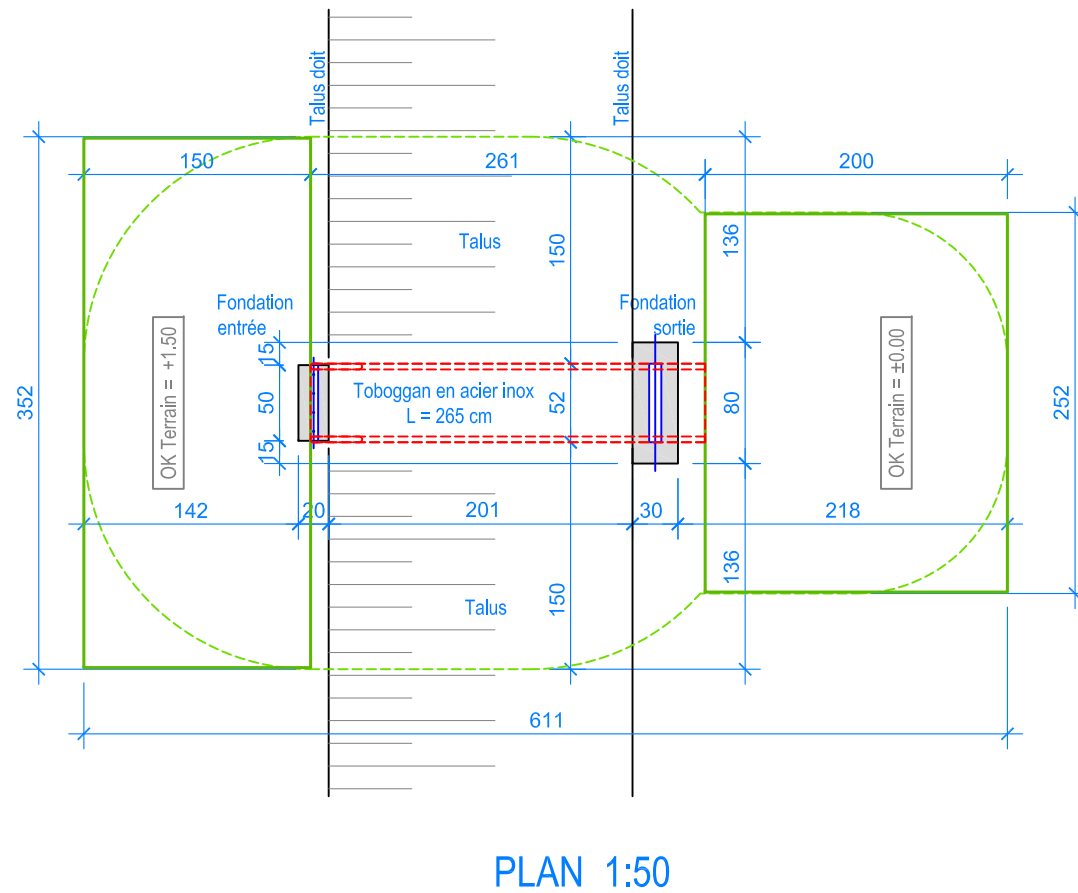 Talus doit
Talus doit
150
261
200
352
Talus
150
136
252
Fondation
entrée
Fondation
sortie
OK Terrain = +1.50
15
50
15
Toboggan en acier inox
L = 265 cm
52
80
OK Terrain = ±0.00
142
20
201
30
218
Talus
150
136
611
PLAN 1:50